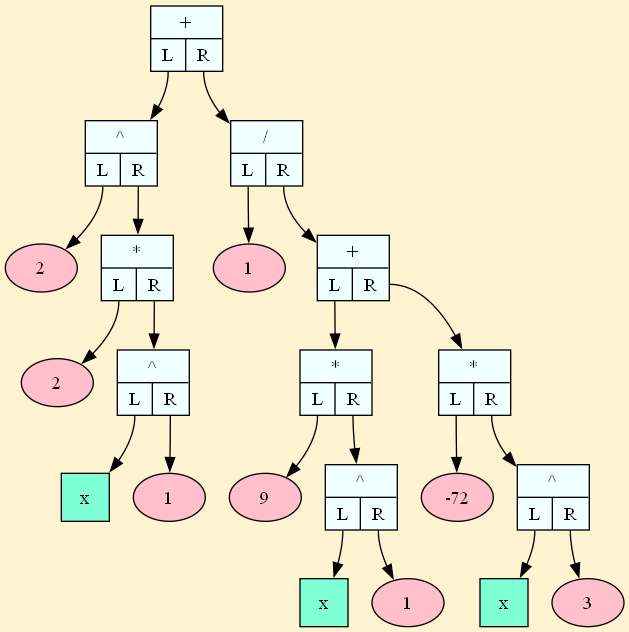 +
L R
^ /
L R L R
2 * 1 +
L R L R
2 ^ * *
L R L R L R
x 1 9 ^ -72 ^
L R L R
x 1 x 3